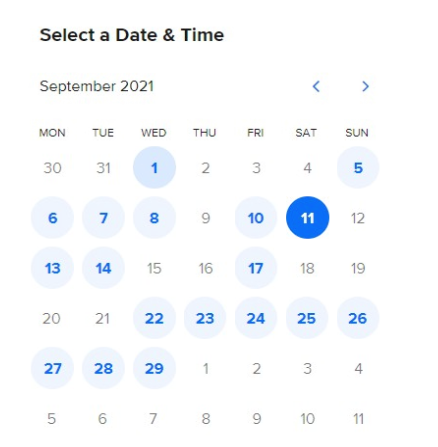 Select a Date & Time
September 2021
MON TUE WED THU FRI SAT SUN
30 31 1 2 3 4 5
6 7 8 9 10 11 12
13 14 15 16 17 18 19
20 21 22 23 24 25 26
27 28 29 1 2 3 4
5 6 7 8 9 10 11